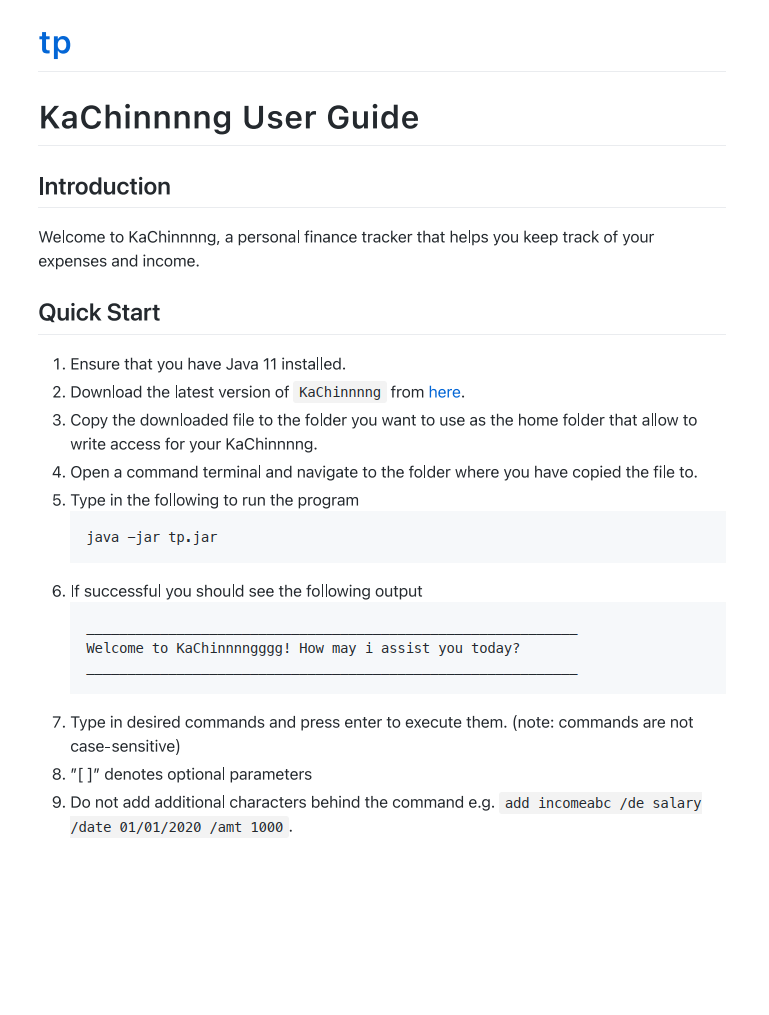 tp
KaChinnnng User Guide
Introduction
Welcome to KaChinnnng, a personal finance tracker that helps you keep track of your
expenses and income.
Quick Start
1. Ensure that you have Java 11 installed.
2. Download the latest version of KaChinnnng from here.
3. Copy the downloaded file to the folder you want to use as the home folder that allow to
write access for your KaChinnnng.
4. Open a command terminal and navigate to the folder where you have copied the file to.
5. Type in the following to run the program
java –jar tp.jar
6. If successful you should see the following output
____________________________________________________________
Welcome to KaChinnnngggg! How may i assist you today?
____________________________________________________________
7. Type in desired commands and press enter to execute them. (note: commands are not
case-sensitive)
8. "[ ]" denotes optional parameters
9. Do not add additional characters behind the command e.g. add incomeabc /de salary
/date 01/01/2020 /amt 1000 .